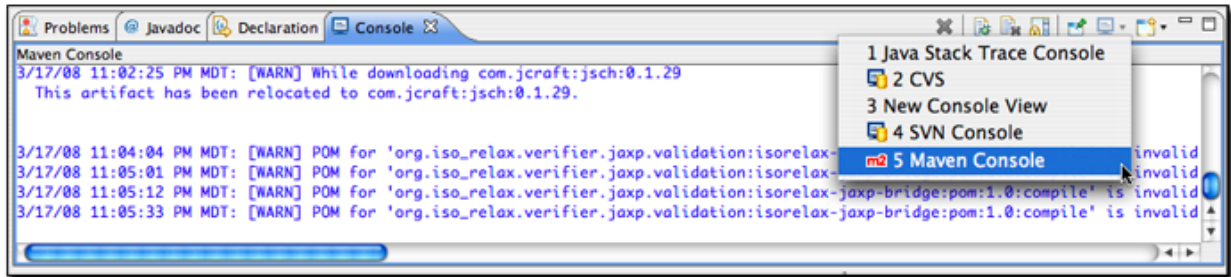 Problems @ Javadoc Declaration Console
Maven Console
1 Java Stack Trace Console
2 CVS
3 New Console View
4 SVN Console
m2 5 Maven Console
3/17/08 11:02:25 PM MDT: [WARN] While downloading com.jcraft:jsch:0.1.29
This artifact has been relocated to com.jcraft:jsch:0.1.29.
3/17/08 11:04:04 PM MDT: [WARN] POM for 'org.iso_relax.verifier.jaxp.validation:isorelax- invalid
3/17/08 11:05:01 PM MDT: [WARN] POM for 'org.iso_relax.verifier.jaxp.validation:isorelax- invalid
3/17/08 11:05:12 PM MDT: [WARN] POM for 'org.iso_relax.verifier.jaxp.validation:isorelax-jaxp-bridge:pom:1.0:compile' is invalid
3/17/08 11:05:33 PM MDT: [WARN] POM for 'org.iso_relax.verifier.jaxp.validation:isorelax-jaxp-bridge:pom:1.0:compile' is invalid